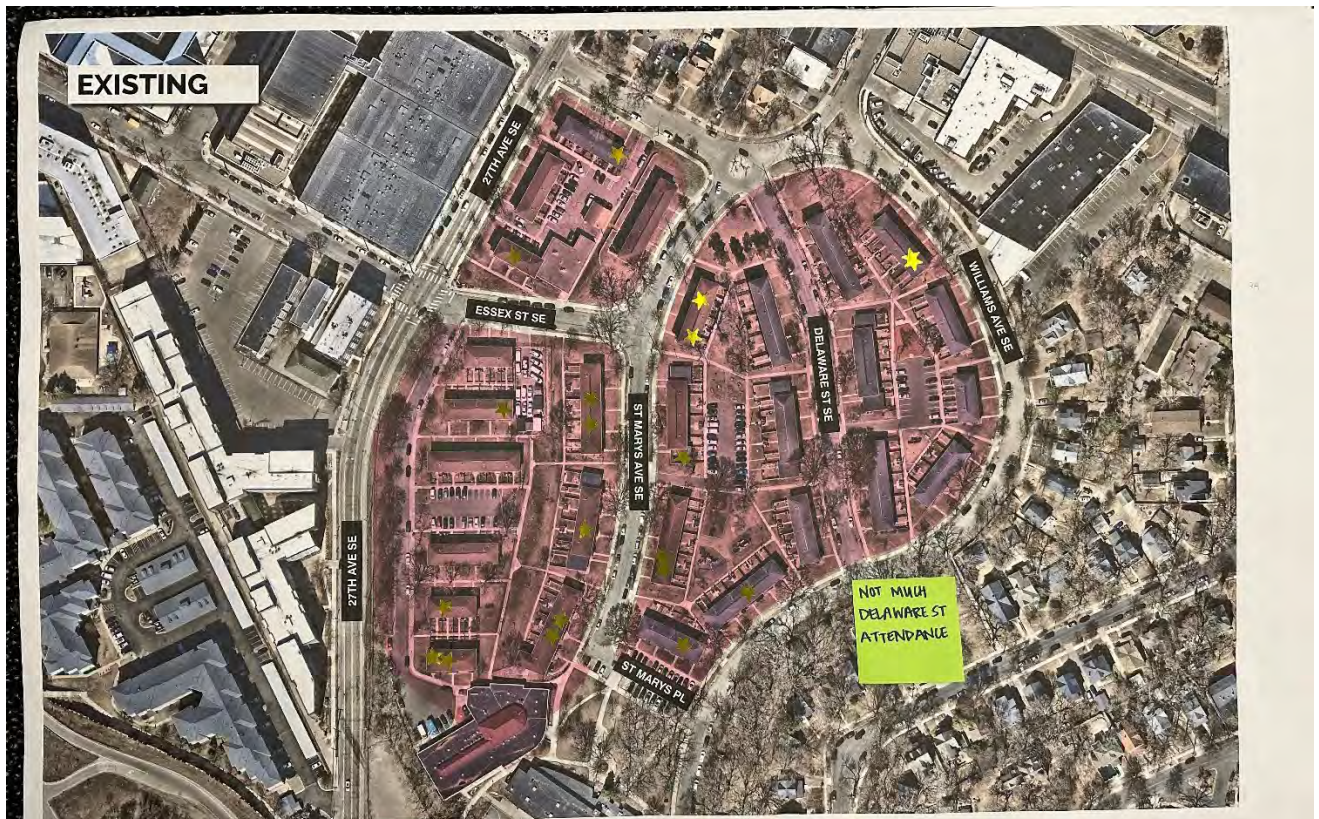 EXISTING
27TH AVE SE
ESSEX ST SE
WILLIAMS AVE SE
DELAWARE ST SE
ST MARYS AVE SE
27TH AVE SE
NOT MUCH
DELAWARE ST
ATTENDANCE
ST MARYS PL